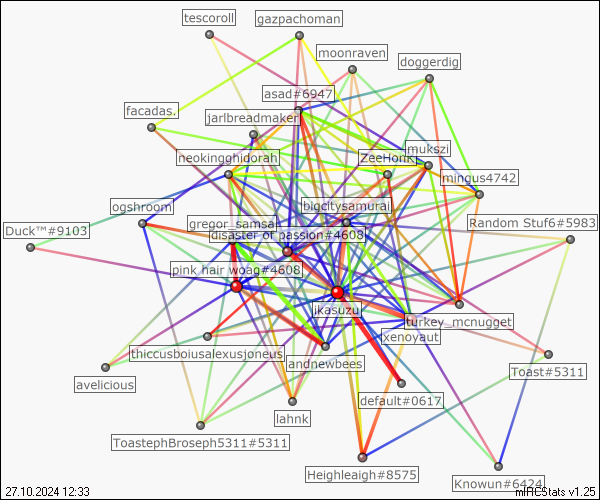 tescoroll
gazpachoman
moonraven
doggerdig
asad#6947
facadas.
jarlbreadmaker
mukszi
neokinghidorah
ZeeHonk
mingus4742
logshroom
bigcitysamurai
gregor_samsa
Random Stuf6#5983
Duck™#9103
disaster of passion#4608
pink hair woag#4608
jkasuzu
turkey_mcnugget
xenoyaut
thiccusboiusalexusjoneus
andnewbees
Toast#5311
avelicious
default#0617
lahnk
ToastephBroseph5311#5311
Heighleaigh#8575
Knowun#6424
27.10.2024 12:33
mIRCStats v1.25